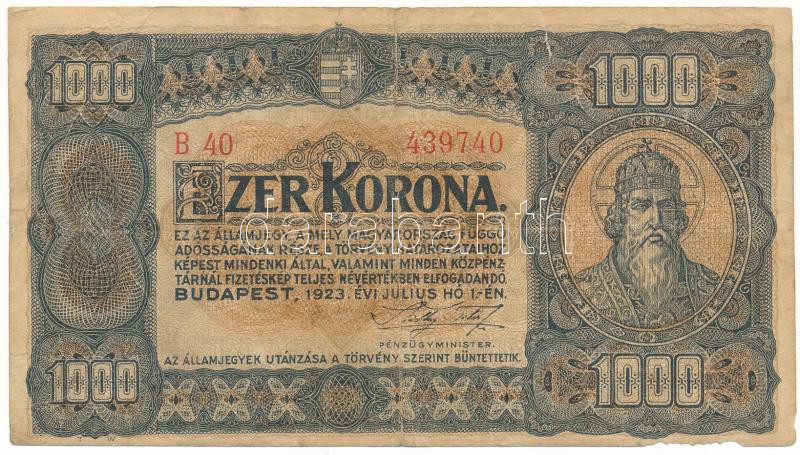 1000
1000
B 40
439740
EZER KORONA.
EZ AZ ÁLLAMJEGY, A MELY MAGYARORSZÁG FÜGGŐ
ADÓSSÁGÁNAK RÉSZE, A TÖRVÉNY HATÁROZATAIHOZ
KÉPEST MINDENKI ÁLTAL, VALAMINT MINDEN KÖZPÉNZ-
TÁRNÁL FIZETÉSKÉP TELJES NÉVÉRTÉKBEN ELFOGADANDÓ.
BUDAPEST, 1923. ÉVI JULIUS HÓ 1.-ÉN.
PÉNZÜGYMINISTER.
AZ ÁLLAMJEGYEK UTÁNZÁSA A TÖRVÉNY SZERINT BÜNTETTETIK.
1000
1000
darabanth